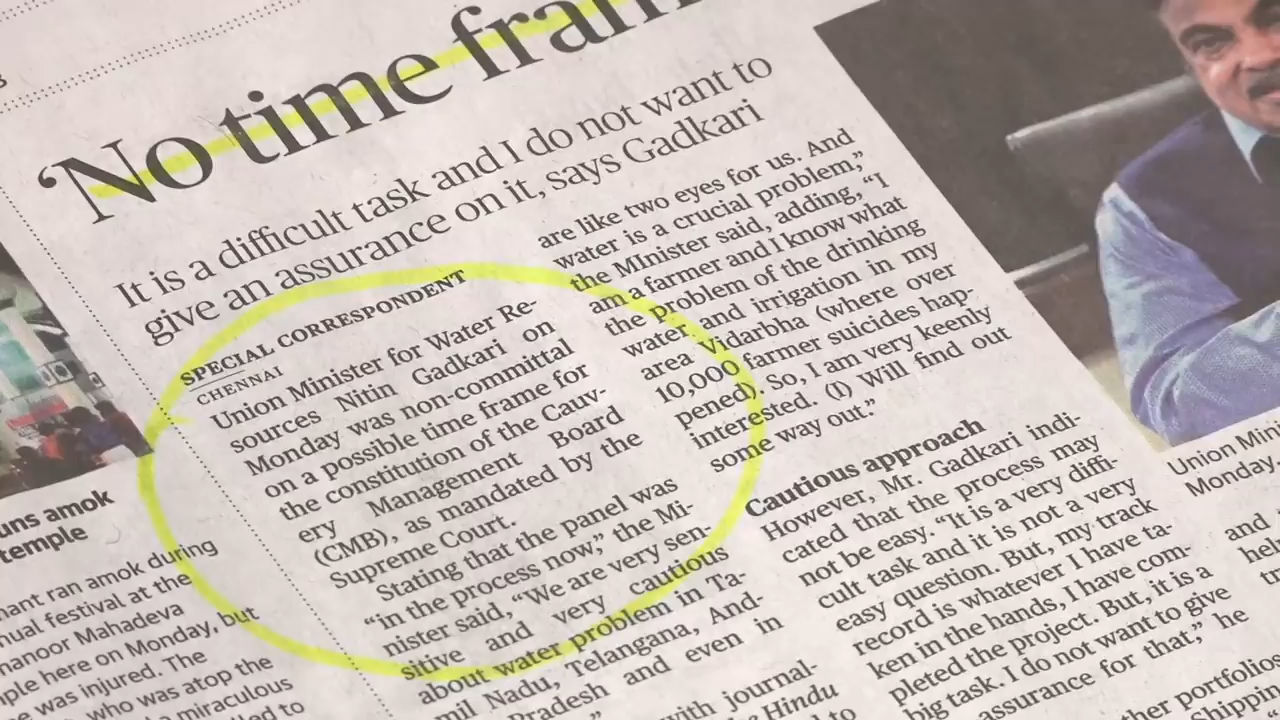 ‘No time fram
It is a difficult task and I do not want to
give an assurance on it, says Gadkari
SPECIAL CORRESPONDENT
CHENNAI
Union Minister for Water Re-
sources Nitin Gadkari on
Monday was non-committal
on a possible time frame for
the constitution of the Cauv-
ery Management Board
(CMB), as mandated by the
Supreme Court.
Stating that the panel was
“in the process now,” the Mi-
nister said, “We are very sen-
sitive and very cautious
about water problem in Ta-
mil Nadu, Telangana, And-
Pradesh and even in
are like two eyes for us. And
water is a crucial problem,”
the MInister said, adding, “I
am a farmer and I know what
the problem of the drinking
water and irrigation in my
area Vidarbha (where over
10,000 farmer suicides hap-
pened). So, I am very keenly
interested. (I) Will find out
some way out.”
Cautious approach
However, Mr. Gadkari indi-
cated that the process may
not be easy. “It is a very diffi-
cult task and it is not a very
easy question. But, my track
record is whatever I have ta-
ken in the hands, I have com-
pleted the project. But, it is a
big task. I do not want to give
assurance for that,” he
with journal-
Hindu
to
her portfolios
Shipping
Union Mini
Monday,
and
help
tr
uns amok
temple
hant ran amok during
nual festival at the
hanoor Mahadeva
ple here on Monday, but
e was injured. The
who was atop the
miraculous
led to